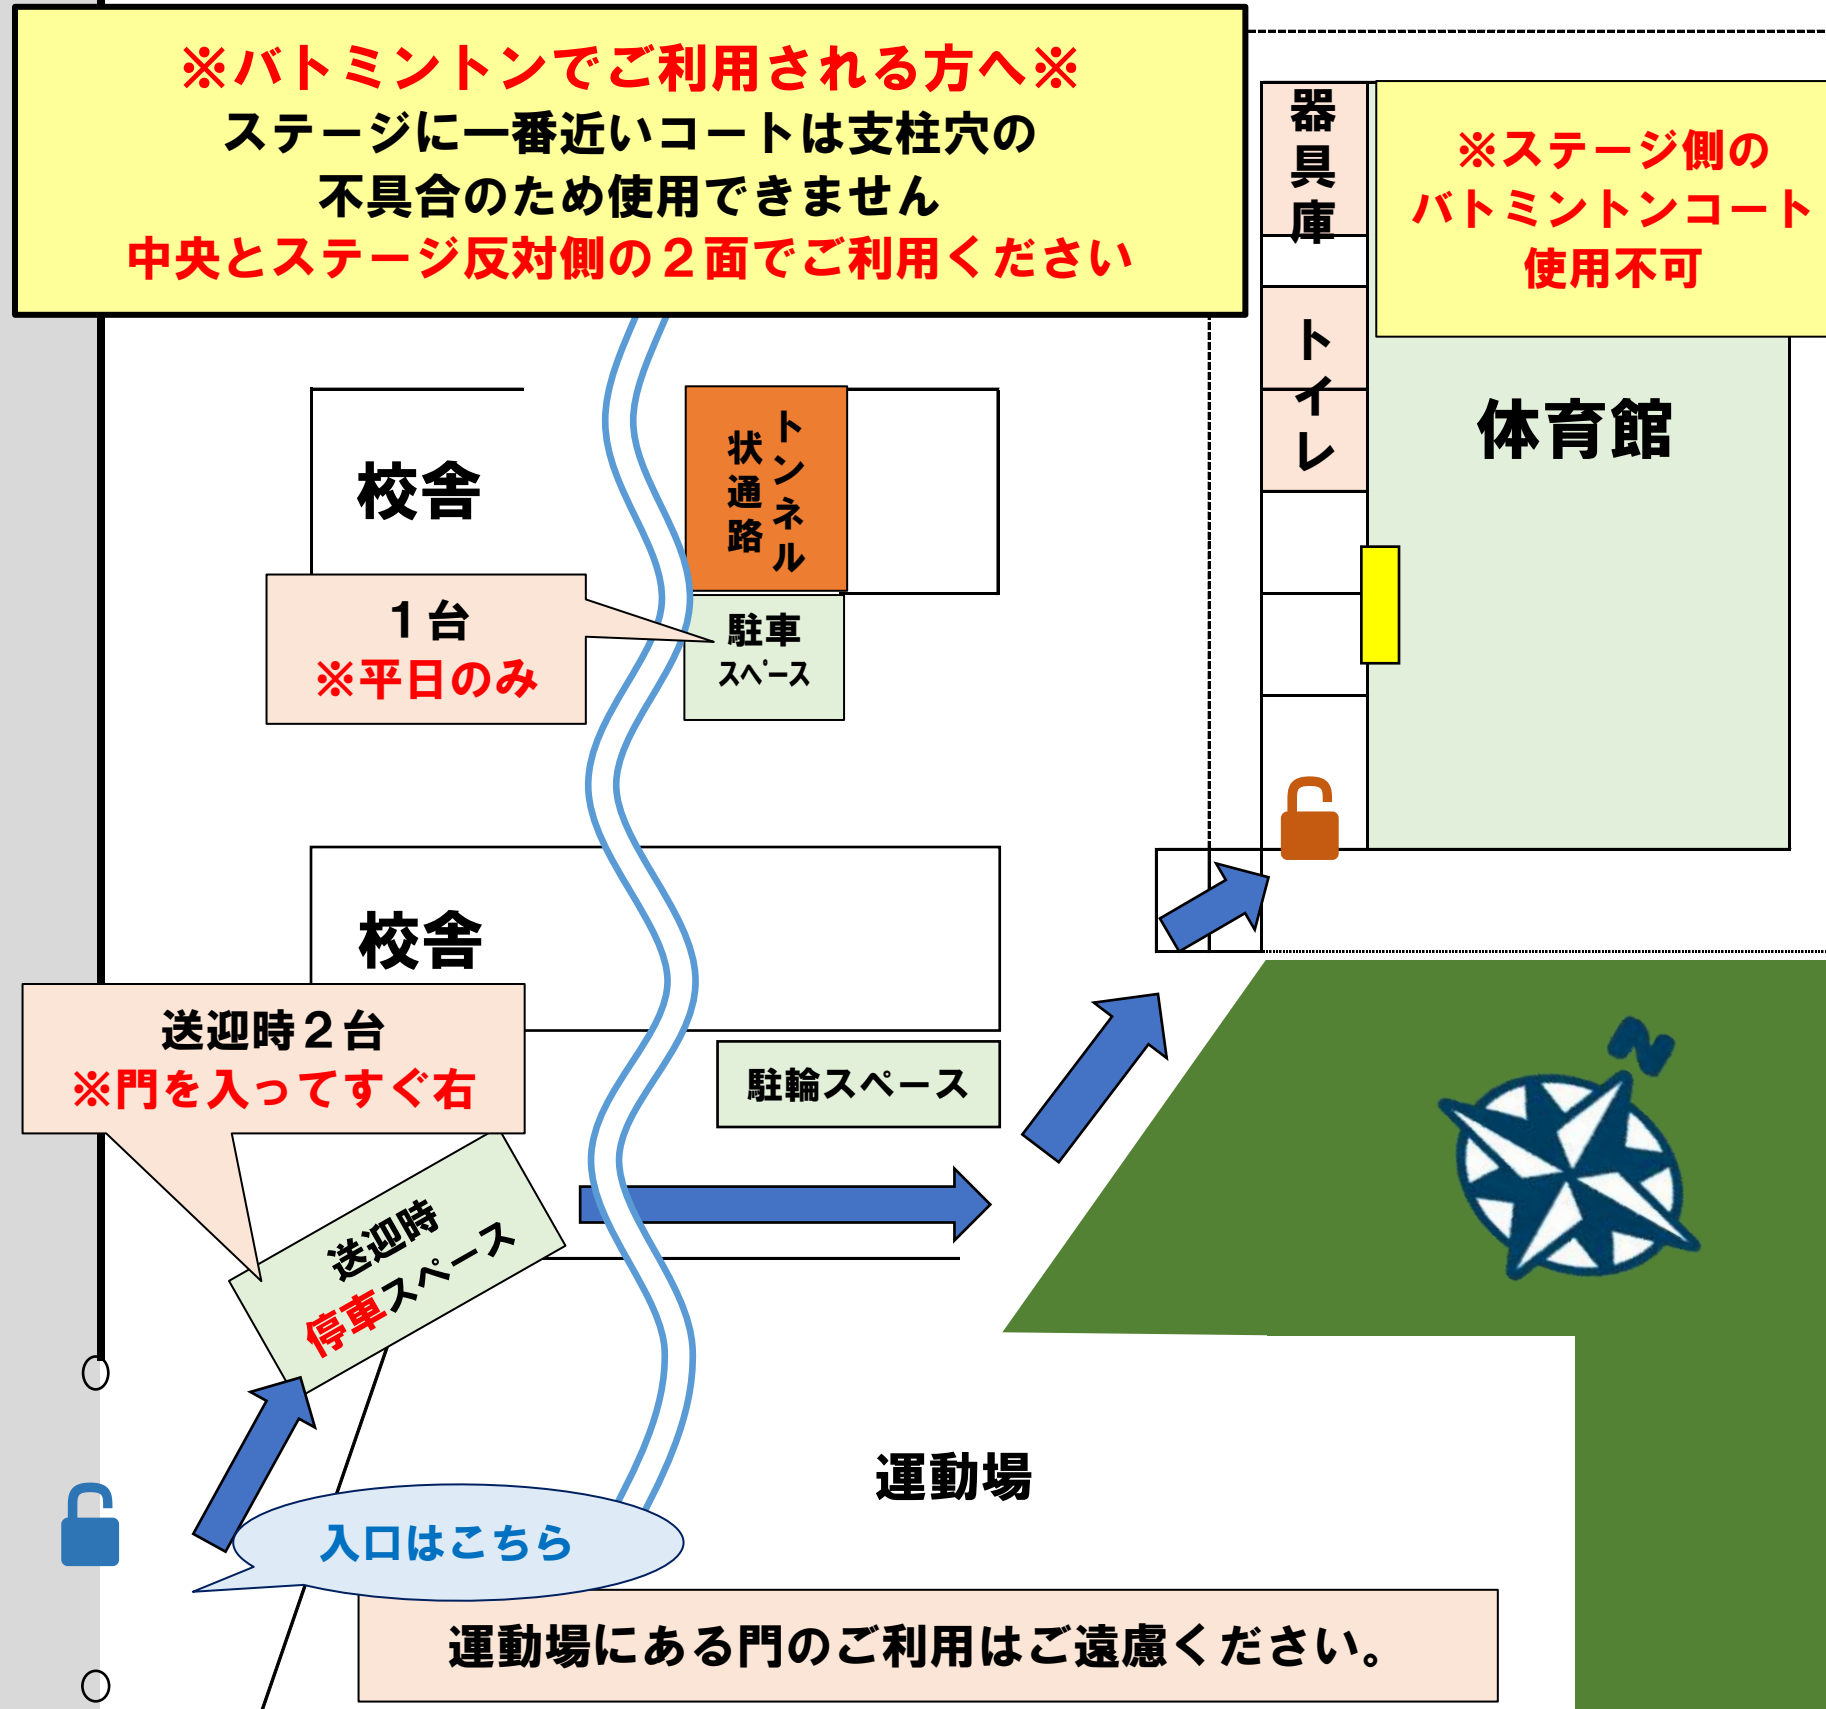 ※バトミントンでご利用される方へ※
ステージに一番近いコートは支柱穴の
不具合のため使用できません
中央とステージ反対側の２面でご利用ください
器具庫
※ステージ側の
バトミントンコート
使用不可
トイレ
体育館
校舎
トンネル
状通路
１台
※平日のみ
駐車
スペース
校舎
送迎時２台
※門を入ってすぐ右
駐輪スペース
送迎時
停車スペース
N
運動場
入口はこちら
運動場にある門のご利用はご遠慮ください。